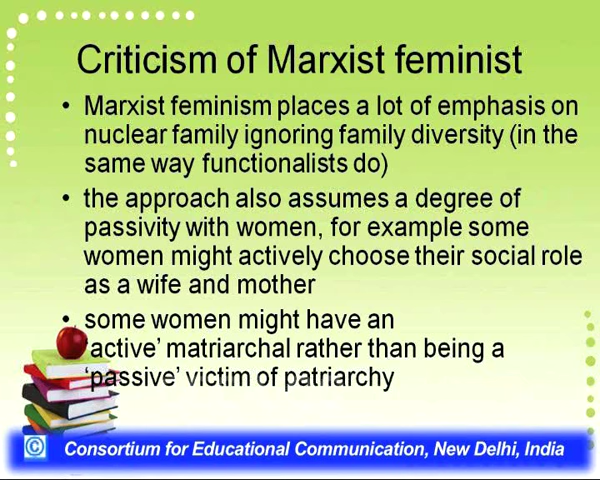 Criticism of Marxist feminist
• Marxist feminism places a lot of emphasis on
nuclear family ignoring family diversity (in the
same way functionalists do)
• the approach also assumes a degree of
passivity with women, for example some
women might actively choose their social role
as a wife and mother
• some women might have an
‘active’ matriarchal rather than being a
‘passive’ victim of patriarchy
© Consortium for Educational Communication, New Delhi, India